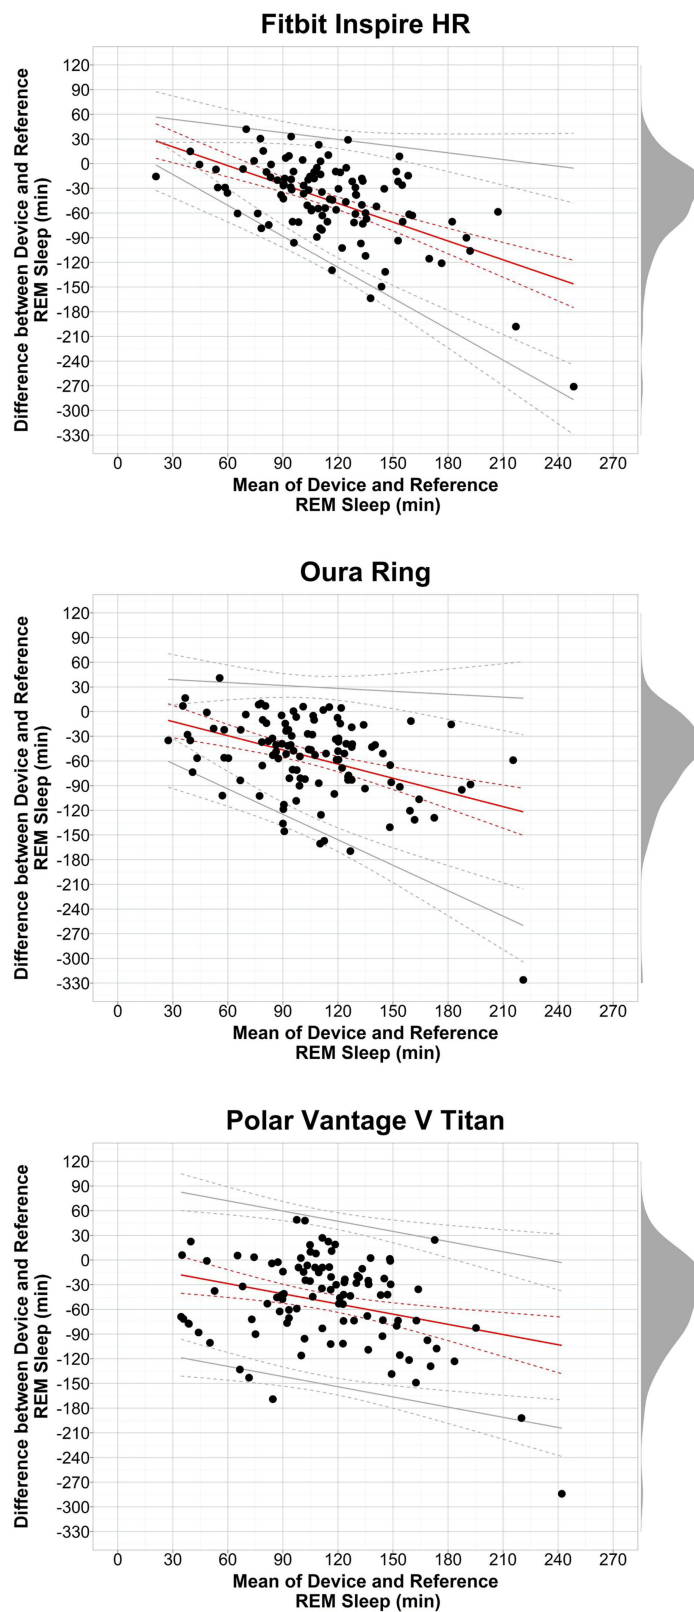 Fitbit Inspire HR
Difference between Device and Reference
REM Sleep (min)
120
90
60
30
0
-30
-60
-90
-120
-150
-180
-210
-240
-270
-300
-330
0 30 60 90 120 150 180 210 240 270
Mean of Device and Reference
REM Sleep (min)
Oura Ring
Difference between Device and Reference
REM Sleep (min)
120
90
60
30
0
-30
-60
-90
-120
-150
-180
-210
-240
-270
-300
-330
0 30 60 90 120 150 180 210 240 270
Mean of Device and Reference
REM Sleep (min)
Polar Vantage V Titan
Difference between Device and Reference
REM Sleep (min)
120
90
60
30
0
-30
-60
-90
-120
-150
-180
-210
-240
-270
-300
-330
0 30 60 90 120 150 180 210 240 270
Mean of Device and Reference
REM Sleep (min)